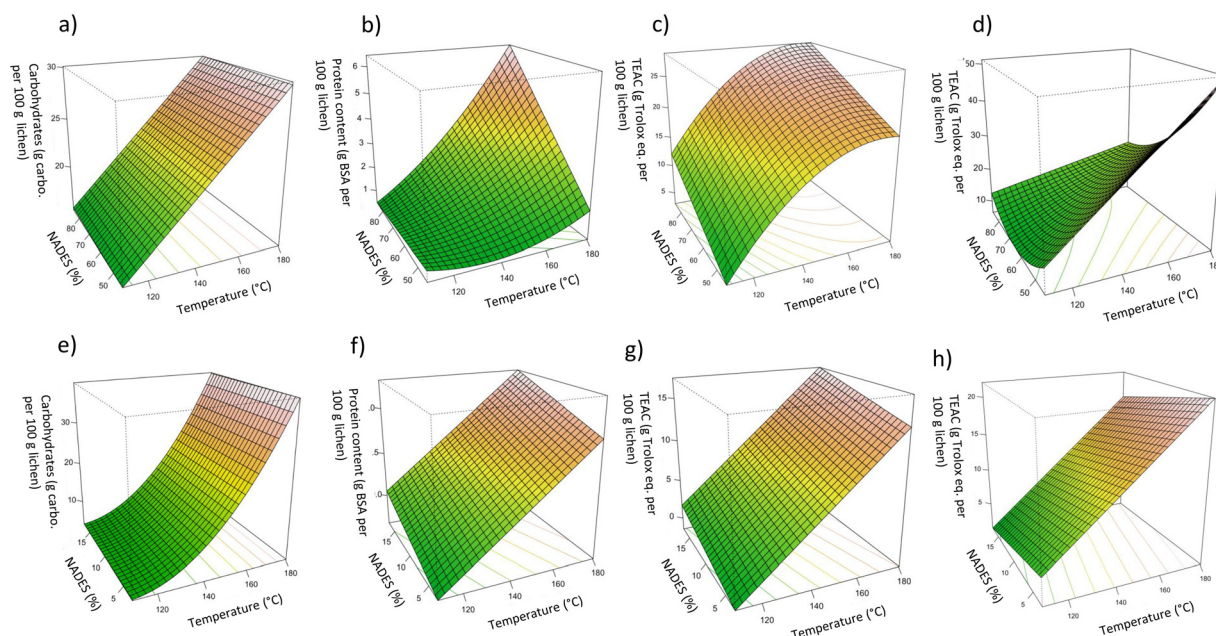 a)
Carbohydrates (g carbo.
per 100 g lichen)
30
25
20
80
70
60
50
NADES (%)
120
140
160
180
Temperature (°C)
b)
Protein content (g BSA per
100 g lichen)
6
5
4
3
2
1
80
70
60
50
NADES (%)
120
140
160
180
Temperature (°C)
c)
TEAC (g Trolox eq. per
100 g lichen)
25
20
15
10
5
80
70
60
50
NADES (%)
120
140
160
180
Temperature (°C)
d)
TEAC (g Trolox eq. per
100 g lichen)
50
40
30
20
10
80
70
60
50
NADES (%)
120
140
160
180
Temperature (°C)
e)
Carbohydrates (g carbo.
per 100 g lichen)
30
20
10
15
10
5
NADES (%)
120
140
160
180
Temperature (°C)
f)
Protein content (g BSA per
100 g lichen)
.0
.5
.0
15
10
5
NADES (%)
120
140
160
180
Temperature (°C)
g)
TEAC (g Trolox eq. per
100 g lichen)
15
10
5
0
15
10
5
NADES (%)
120
140
160
180
Temperature (°C)
h)
TEAC (g Trolox eq. per
100 g lichen)
20
15
10
5
15
10
5
NADES (%)
120
140
160
180
Temperature (°C)